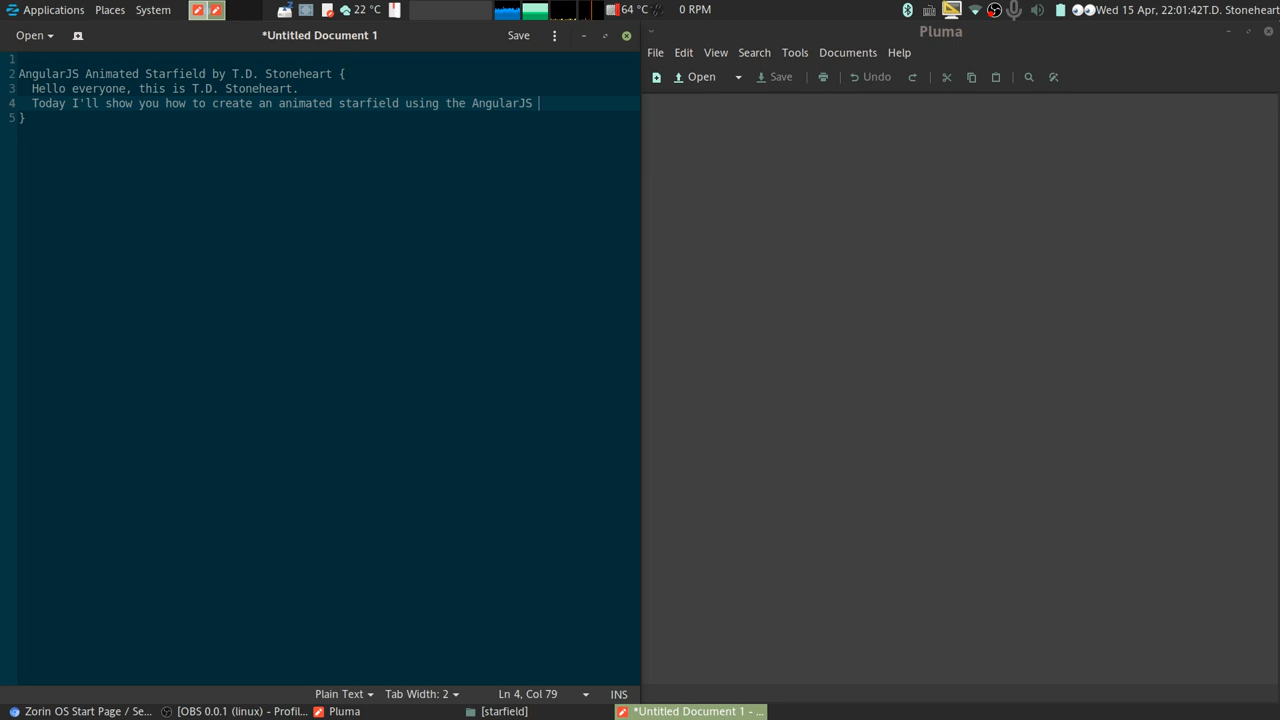 Applications Places System 22 °C 64 °C 0 RPM Wed 15 Apr, 22:01:42 T.D. Stoneheart
Open *Untitled Document 1 Save
1
2 AngularJS Animated Starfield by T.D. Stoneheart {
3 Hello everyone, this is T.D. Stoneheart.
4 Today I'll show you how to create an animated starfield using the AngularJS
5 }
Plain Text Tab Width: 2 Ln 4, Col 79 INS
Pluma
File Edit View Search Tools Documents Help
Open Save Undo
Zorin OS Start Page / Se... [OBS 0.0.1 (linux) - Profil... Pluma [starfield] *Untitled Document 1 - ...